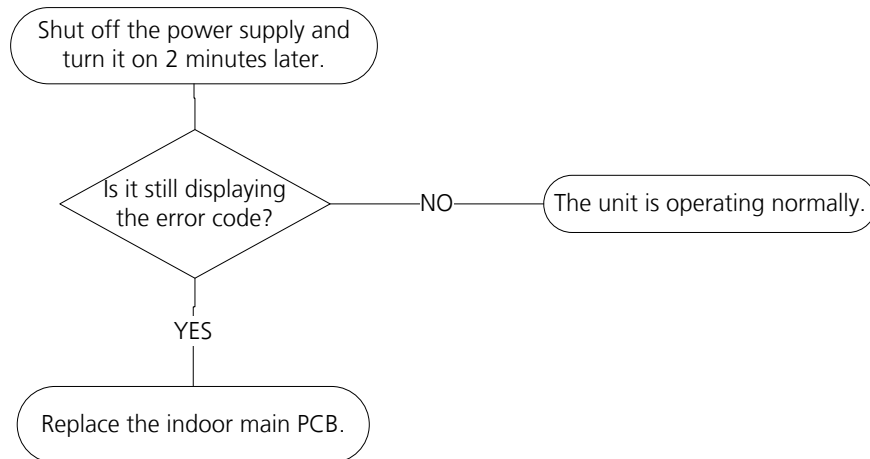 Shut off the power supply and
turn it on 2 minutes later.
Is it still displaying
the error code?
NO
The unit is operating normally.
YES
Replace the indoor main PCB.